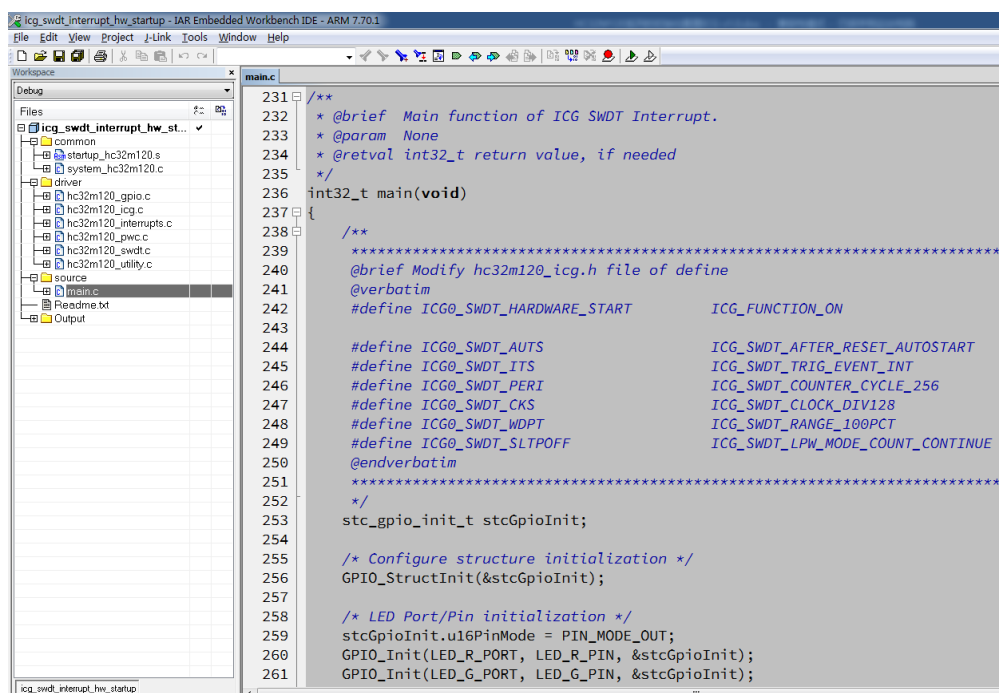 icg_swdt_interrupt_hw_startup - IAR Embedded Workbench IDE - ARM 7.70.1
File Edit View Project J-Link Tools Window Help
Workspace
×
main.c
Debug
Files
icg_swdt_interrupt_hw_st...
common
startup_hc32m120.s
system_hc32m120.c
driver
hc32m120_gpio.c
hc32m120_icg.c
hc32m120_interrupts.c
hc32m120_pwc.c
hc32m120_swdt.c
hc32m120_utility.c
source
main.c
Readme.txt
Output
icg_swdt_interrupt_hw_startup
231 /**
232 * @brief Main function of ICG SWDT Interrupt.
233 * @param None
234 * @retval int32_t return value, if needed
235 */
236 int32_t main(void)
237 {
238 /**
239 ***************************************************************************
240 @brief Modify hc32m120_icg.h file of define
241 @verbatim
242 #define ICG0_SWDT_HARDWARE_START ICG_FUNCTION_ON
243
244 #define ICG0_SWDT_AUTS ICG_SWDT_AFTER_RESET_AUTOSTART
245 #define ICG0_SWDT_ITS ICG_SWDT_TRIG_EVENT_INT
246 #define ICG0_SWDT_PERI ICG_SWDT_COUNTER_CYCLE_256
247 #define ICG0_SWDT_CKS ICG_SWDT_CLOCK_DIV128
248 #define ICG0_SWDT_WDPT ICG_SWDT_RANGE_100PCT
249 #define ICG0_SWDT_SLTPOFF ICG_SWDT_LPW_MODE_COUNT_CONTINUE
250 @endverbatim
251 ***************************************************************************
252 */
253 stc_gpio_init_t stcGpioInit;
254
255 /* Configure structure initialization */
256 GPIO_StructInit(&stcGpioInit);
257
258 /* LED Port/Pin initialization */
259 stcGpioInit.u16PinMode = PIN_MODE_OUT;
260 GPIO_Init(LED_R_PORT, LED_R_PIN, &stcGpioInit);
261 GPIO_Init(LED_G_PORT, LED_G_PIN, &stcGpioInit);